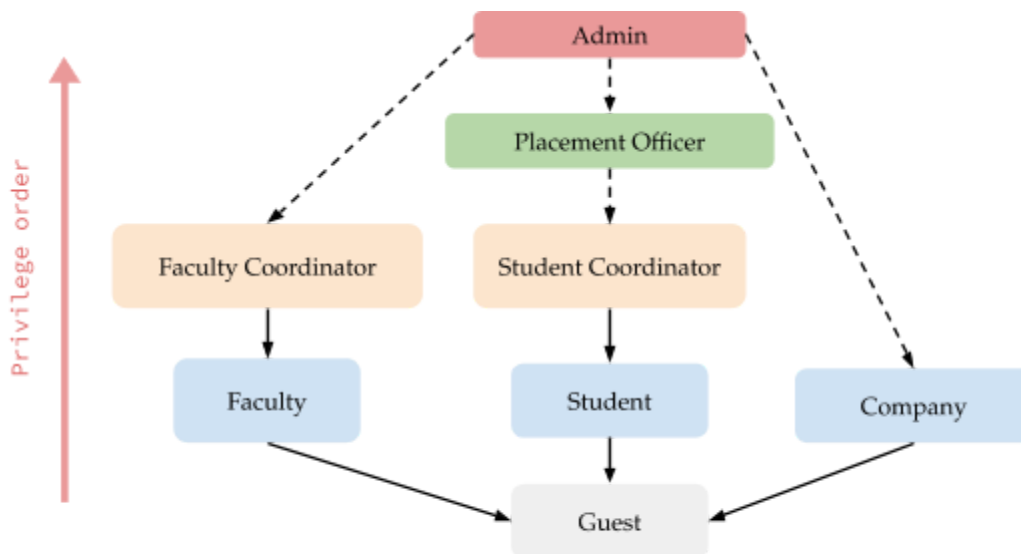 Admin
Placement Officer
Privilege order
Faculty Coordinator
Student Coordinator
Faculty
Student
Company
Guest